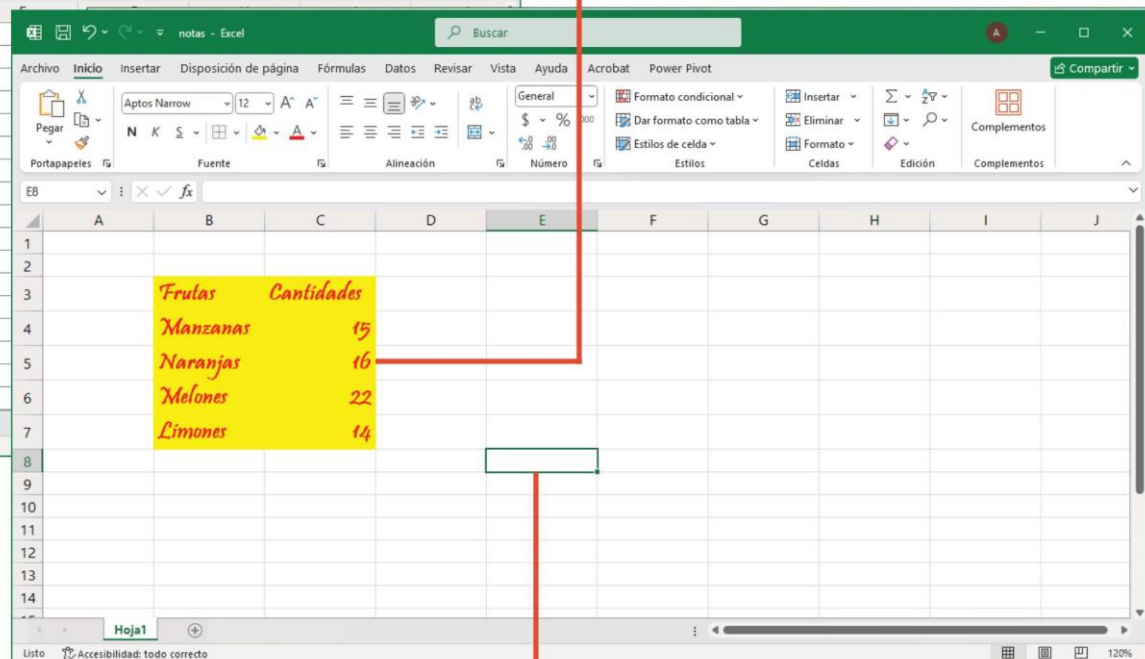 notas - Excel
Buscar
A
Archivo Inicio Insertar Disposición de página Fórmulas Datos Revisar Vista Ayuda Acrobat Power Pivot Compartir
Pegar
Aptos Narrow 12 A A
N K S A
ab
General
$ % 000
Formato condicional
Dar formato como tabla
Estilos de celda
Insertar
Eliminar
Formato
Complementos
Portapapeles Fuente Alineación Número Estilos Celdas Edición Complementos
E8 fx
A B C D E F G H I J
1
2
3 Frutas Cantidades
4 Manzanas 15
5 Naranjas 16
6 Melones 22
7 Limones 14
8
9
10
11
12
13
14
Hoja1
Listo Accesibilidad: todo correcto 120%